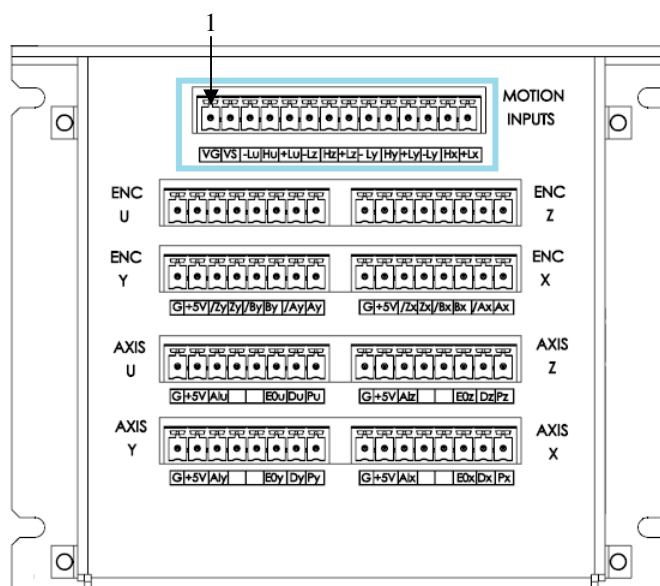 1
MOTION
INPUTS
VG VS -Lu Hu +Lu -Lz Hz +Lz - Ly Hy +Ly -Ly Hx +Lx
ENC
U
ENC
Z
ENC
Y
ENC
X
G +5V /Zy Zy /By By /Ay Ay
G +5V /Zx Zx /Bx Bx /Ax Ax
AXIS
U
AXIS
Z
G +5V Alu E0u Du Pu
G +5V Alz E0z Dz Pz
AXIS
Y
AXIS
X
G +5V Aly E0y Dy Py
G +5V Alx E0x Dx Px